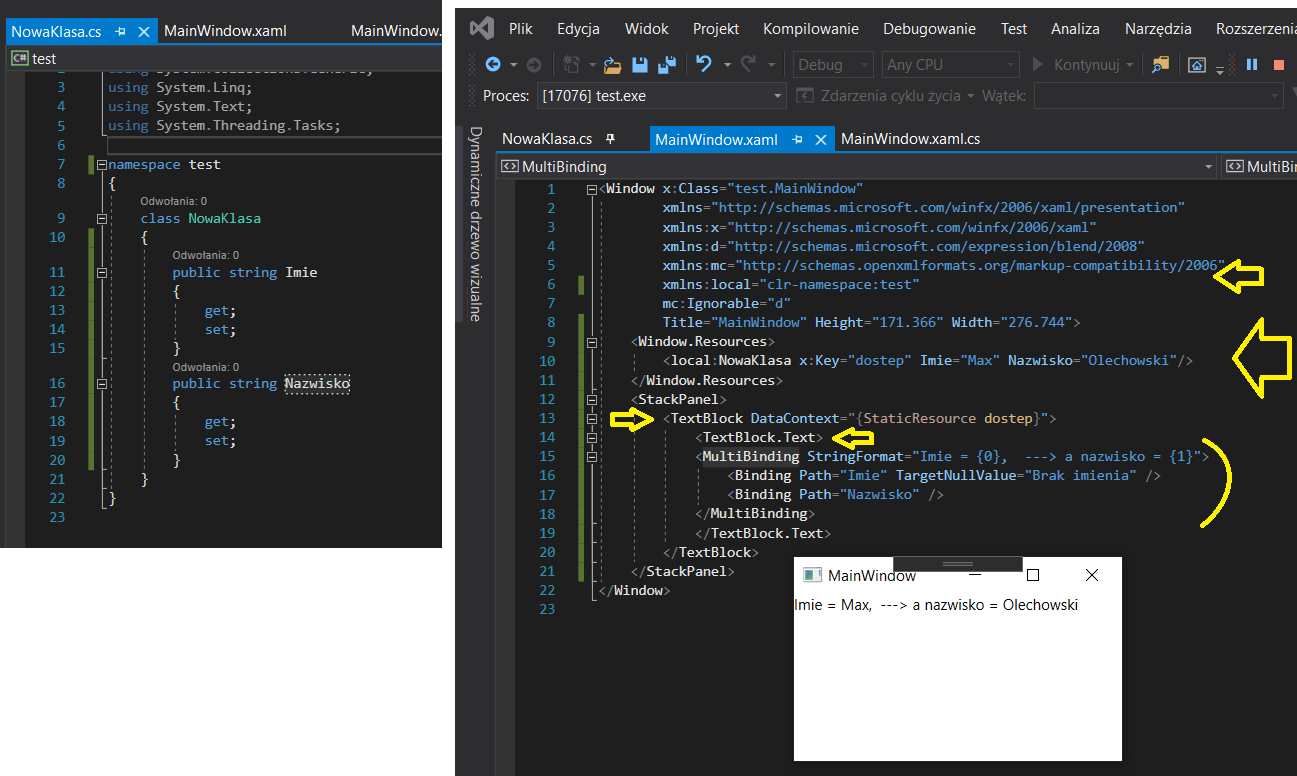 NowaKlasa.cs
MainWindow.xaml
MainWindow.
C# test
2 using System.Collections.Generic;
3 using System.Linq;
4 using System.Text;
5 using System.Threading.Tasks;
6
7 namespace test
8 {
Odwołania: 0
9 class NowaKlasa
10 {
Odwołania: 0
11 public string Imie
12 {
13 get;
14 set;
15 }
Odwołania: 0
16 public string Nazwisko
17 {
18 get;
19 set;
20 }
21 }
22 }
23
Plik Edycja Widok Projekt Kompilowanie Debugowanie Test Analiza Narzędzia Rozszerzenia
Debug Any CPU Kontynuuj
Proces: [17076] test.exe Zdarzenia cyklu życia Wątek:
Dynamiczne drzewo wizualne
NowaKlasa.cs MainWindow.xaml MainWindow.xaml.cs
MultiBinding MultiBin
1 <Window x:Class="test.MainWindow"
2 xmlns="http://schemas.microsoft.com/winfx/2006/xaml/presentation"
3 xmlns:x="http://schemas.microsoft.com/winfx/2006/xaml"
4 xmlns:d="http://schemas.microsoft.com/expression/blend/2008"
5 xmlns:mc="http://schemas.openxmlformats.org/markup-compatibility/2006"
6 xmlns:local="clr-namespace:test"
7 mc:Ignorable="d"
8 Title="MainWindow" Height="171.366" Width="276.744">
9 <Window.Resources>
10 <local:NowaKlasa x:Key="dostep" Imie="Max" Nazwisko="Olechowski"/>
11 </Window.Resources>
12 <StackPanel>
13 <TextBlock DataContext="{StaticResource dostep}">
14 <TextBlock.Text>
15 <MultiBinding StringFormat="Imie = {0},  ---> a nazwisko = {1}">
16 <Binding Path="Imie" TargetNullValue="Brak imienia" />
17 <Binding Path="Nazwisko" />
18 </MultiBinding>
19 </TextBlock.Text>
20 </TextBlock>
21 </StackPanel>
22 </Window>
23
MainWindow
Imie = Max,  ---> a nazwisko = Olechowski